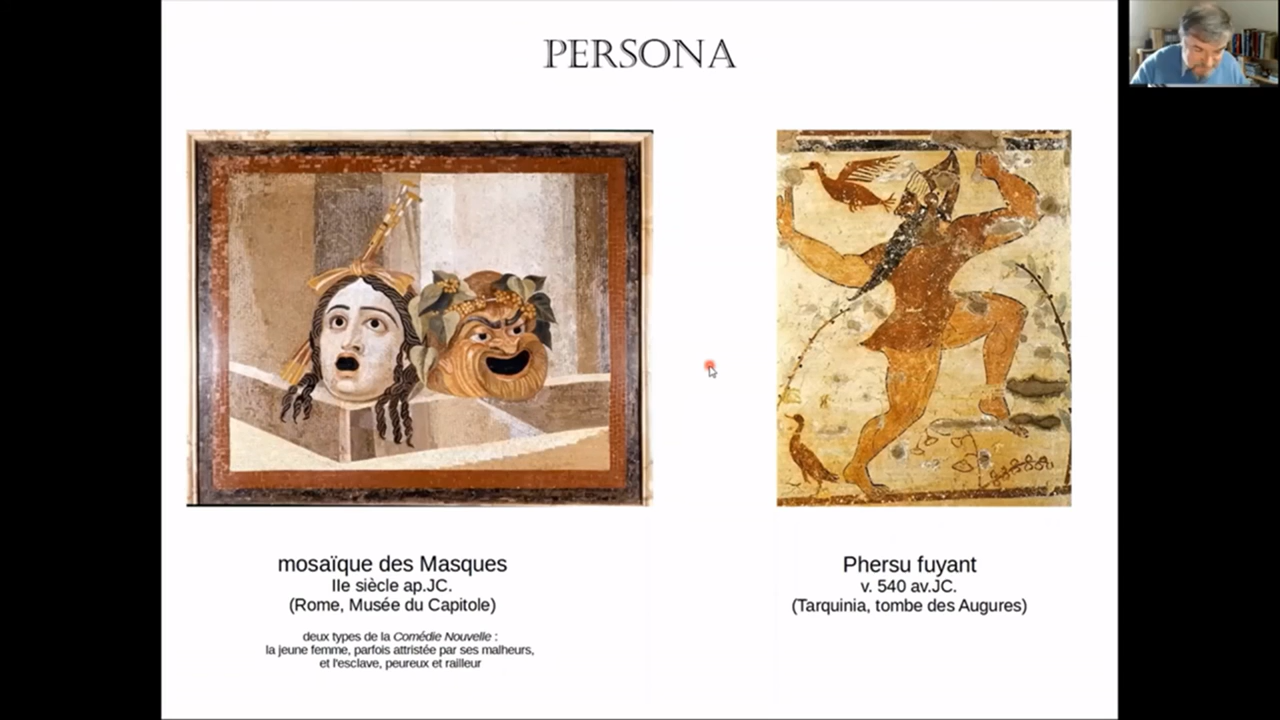 PERSONA
mosaïque des Masques
IIe siècle ap.JC.
(Rome, Musée du Capitole)
deux types de la Comédie Nouvelle :
la jeune femme, parfois attristée par ses malheurs,
et l'esclave, peureux et railleur
Phersu fuyant
v. 540 av.JC.
(Tarquinia, tombe des Augures)